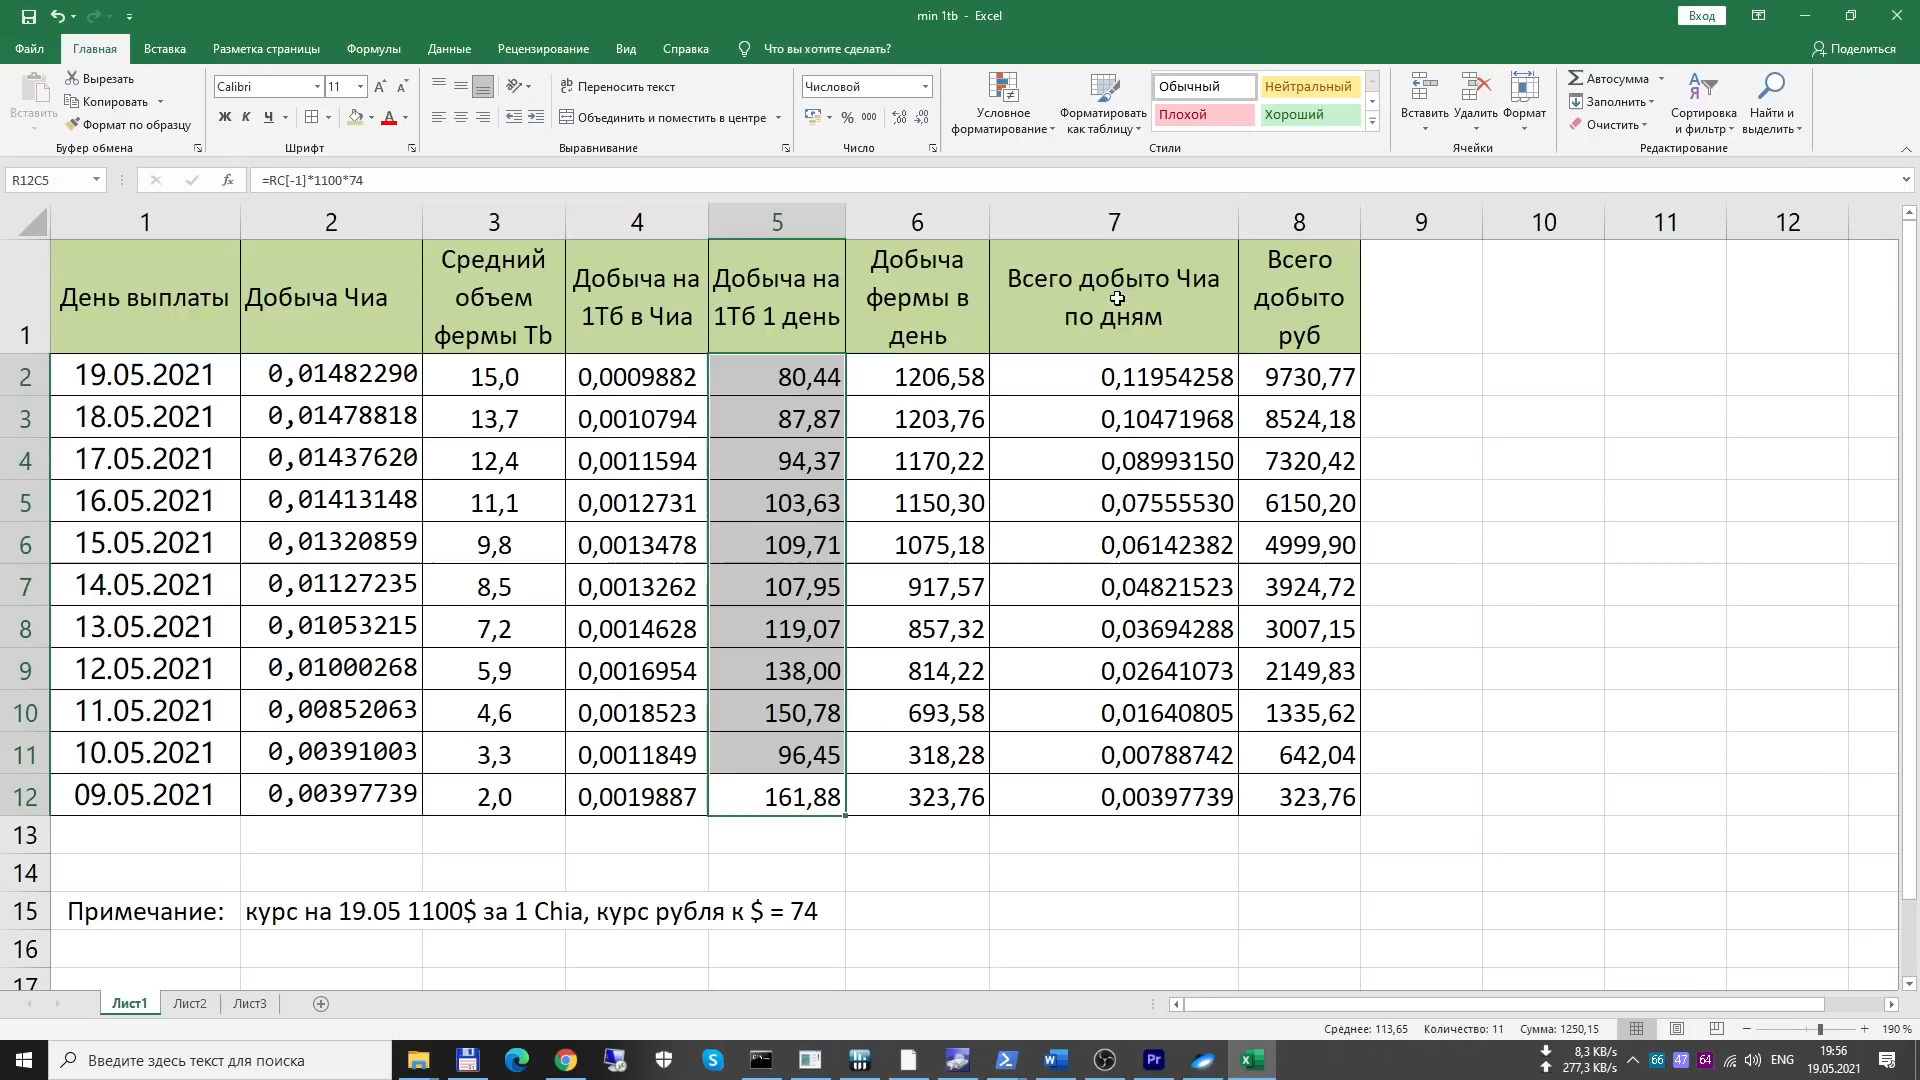 min 1tb - Excel
Вход
Файл Главная Вставка Разметка страницы Формулы Данные Рецензирование Вид Справка Что вы хотите сделать? Поделиться
Вставить
Вырезать
Копировать
Формат по образцу
Буфер обмена
Calibri 11
Ж К Ч
Шрифт
Переносить текст
Объединить и поместить в центре
Выравнивание
Числовой
% 000
Число
Условное форматирование
Форматировать как таблицу
Обычный Нейтральный
Плохой Хороший
Стили
Вставить Удалить Формат
Ячейки
Автосумма
Заполнить
Очистить
Сортировка и фильтр
Найти и выделить
Редактирование
R12C5 fx =RC[-1]*1100*74
1 2 3 4 5 6 7 8 9 10 11 12
1 День выплаты Добыча Чиа Средний объем фермы Tb Добыча на 1Тб в Чиа Добыча на 1Тб 1 день Добыча фермы в день Всего добыто Чиа по дням Всего добыто руб
2 19.05.2021 0,01482290 15,0 0,0009882 80,44 1206,58 0,11954258 9730,77
3 18.05.2021 0,01478818 13,7 0,0010794 87,87 1203,76 0,10471968 8524,18
4 17.05.2021 0,01437620 12,4 0,0011594 94,37 1170,22 0,08993150 7320,42
5 16.05.2021 0,01413148 11,1 0,0012731 103,63 1150,30 0,07555530 6150,20
6 15.05.2021 0,01320859 9,8 0,0013478 109,71 1075,18 0,06142382 4999,90
7 14.05.2021 0,01127235 8,5 0,0013262 107,95 917,57 0,04821523 3924,72
8 13.05.2021 0,01053215 7,2 0,0014628 119,07 857,32 0,03694288 3007,15
9 12.05.2021 0,01000268 5,9 0,0016954 138,00 814,22 0,02641073 2149,83
10 11.05.2021 0,00852063 4,6 0,0018523 150,78 693,58 0,01640805 1335,62
11 10.05.2021 0,00391003 3,3 0,0011849 96,45 318,28 0,00788742 642,04
12 09.05.2021 0,00397739 2,0 0,0019887 161,88 323,76 0,00397739 323,76
13
14
15 Примечание: курс на 19.05 1100$ за 1 Chia, курс рубля к $ = 74
16
17
Лист1 Лист2 Лист3
Среднее: 113,65 Количество: 11 Сумма: 1250,15 190 %
Введите здесь текст для поиска
8,3 KB/s
277,3 kB/s
66 47 64 ENG
19:56
19.05.2021